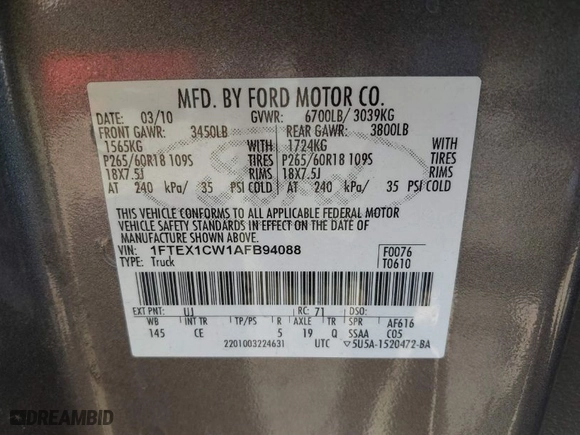 MFD. BY FORD MOTOR CO.
DATE: 03/10 GVWR: 6700LB/ 3039KG
FRONT GAWR: 3450LB REAR GAWR: 3800LB
1565KG WITH 1724KG WITH
P265/60R18 109S TIRES P265/60R18 109S TIRES
18X7.5J RIMS 18X7.5J RIMS
AT 240 kPa/ 35 PSI COLD AT 240 kPa/ 35 PSI COLD
THIS VEHICLE CONFORMS TO ALL APPLICABLE FEDERAL MOTOR
VEHICLE SAFETY STANDARDS IN EFFECT ON THE DATE OF
MANUFACTURE SHOWN ABOVE.
VIN: 1FTEX1CW1AFB94088 F0076
TYPE: Truck T0610
EXT PNT: UJ RC: 71 DSO:
WB INT TR TP/PS R AXLE TR SPR AF616
145 CE 5 19 Q SSAA C05
2201003224631 UTC ▽5U5A-1520472-BA
Ford
DREAMBID